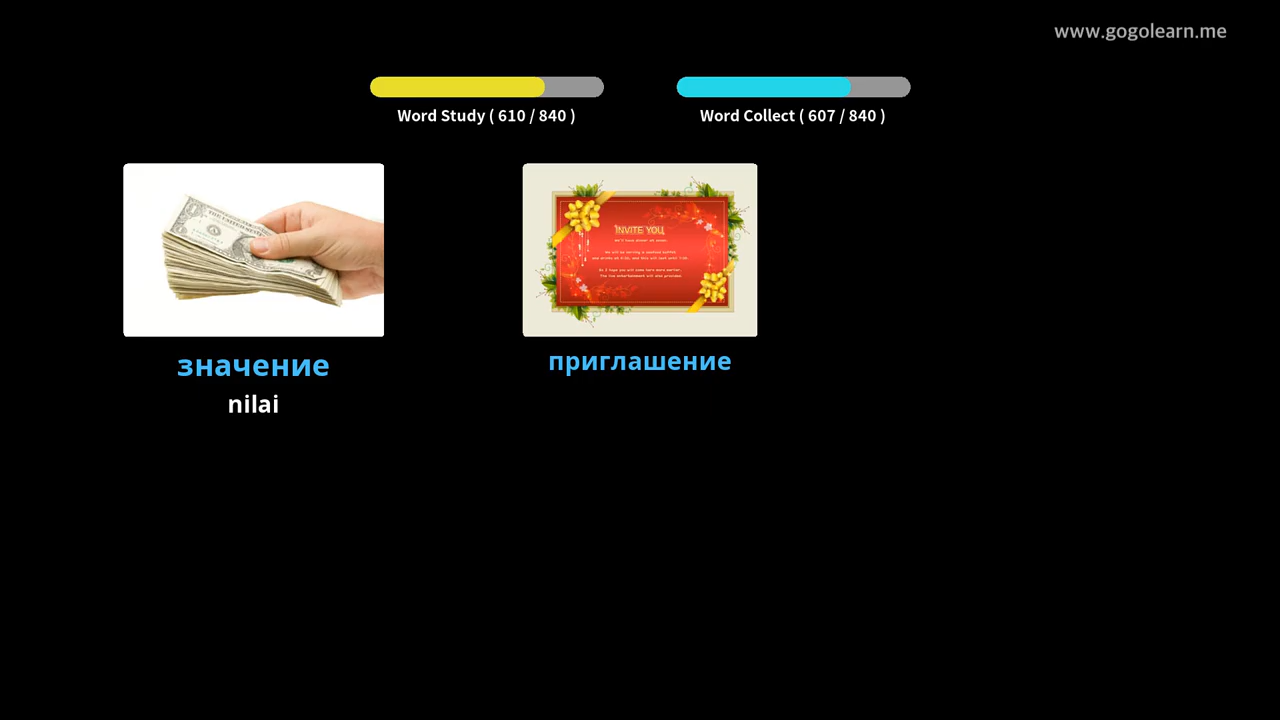 www.gogolearn.me
Word Study ( 610 / 840 )
Word Collect ( 607 / 840 )
INVITE YOU
значение
приглашение
nilai